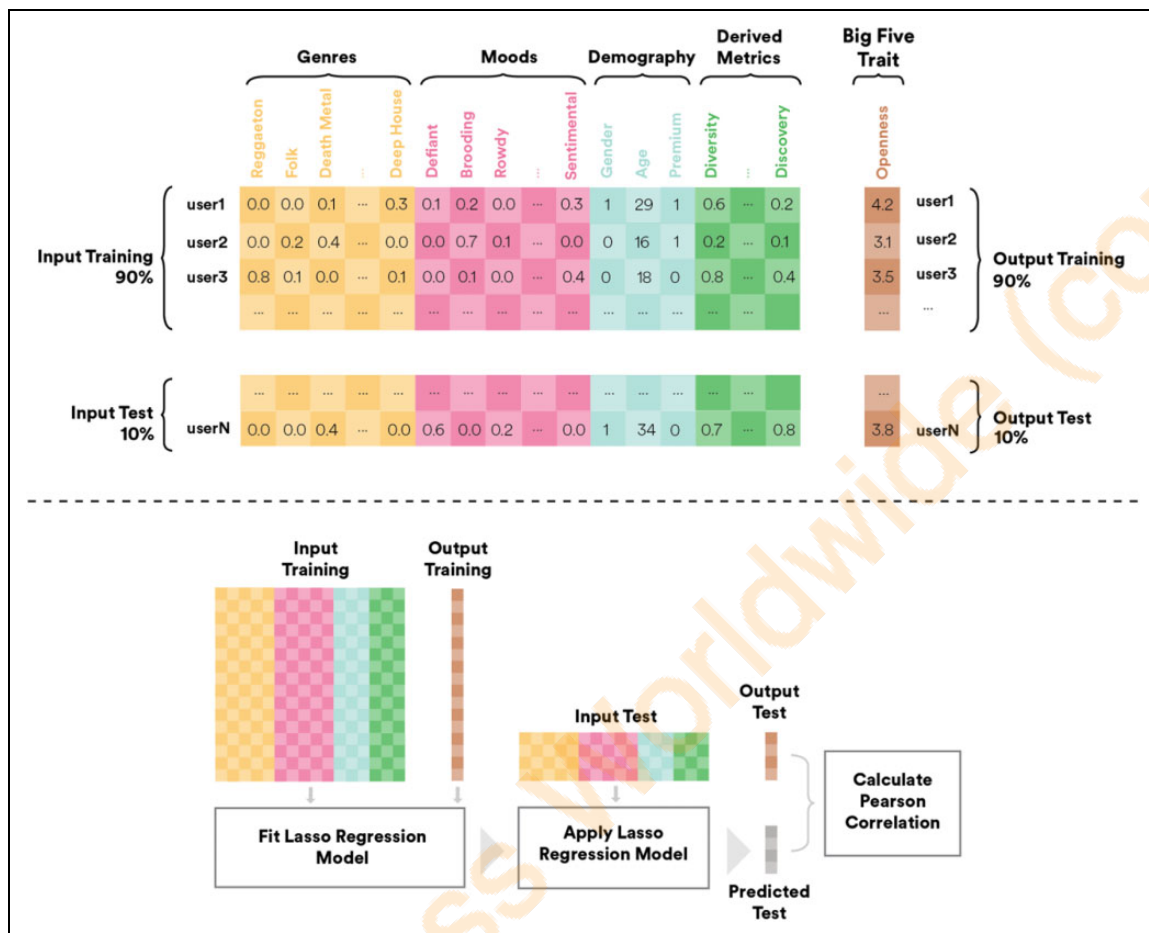 Genres Moods Demography Derived Metrics Big Five Trait
Reggaeton Folk Death Metal ... Deep House Defiant Brooding Rowdy ... Sentimental Gender Age Premium Diversity ... Discovery Openness
user1 0.0 0.0 0.1 ... 0.3 0.1 0.2 0.0 ... 0.3 1 29 1 0.6 ... 0.2 4.2 user1
user2 0.0 0.2 0.4 ... 0.0 0.0 0.7 0.1 ... 0.0 0 16 1 0.2 ... 0.1 3.1 user2
Input Training 90%
user3 0.8 0.1 0.0 ... 0.1 0.0 0.1 0.0 ... 0.4 0 18 0 0.8 ... 0.4 3.5 user3
Output Training 90%
... ... ... ... ... ... ... ... ... ... ... ... ... ... ... ... ...
Input Test 10%
... ... ... ... ... ... ... ... ... ... ... ... ... ... ... ...
userN 0.0 0.0 0.4 ... 0.0 0.6 0.0 0.2 ... 0.0 1 34 0 0.7 ... 0.8 3.8 userN
Output Test 10%
Input Training
Output Training
Input Test
Output Test
Fit Lasso Regression Model
Apply Lasso Regression Model
Predicted Test
Calculate Pearson Correlation
ss Worldwide (co